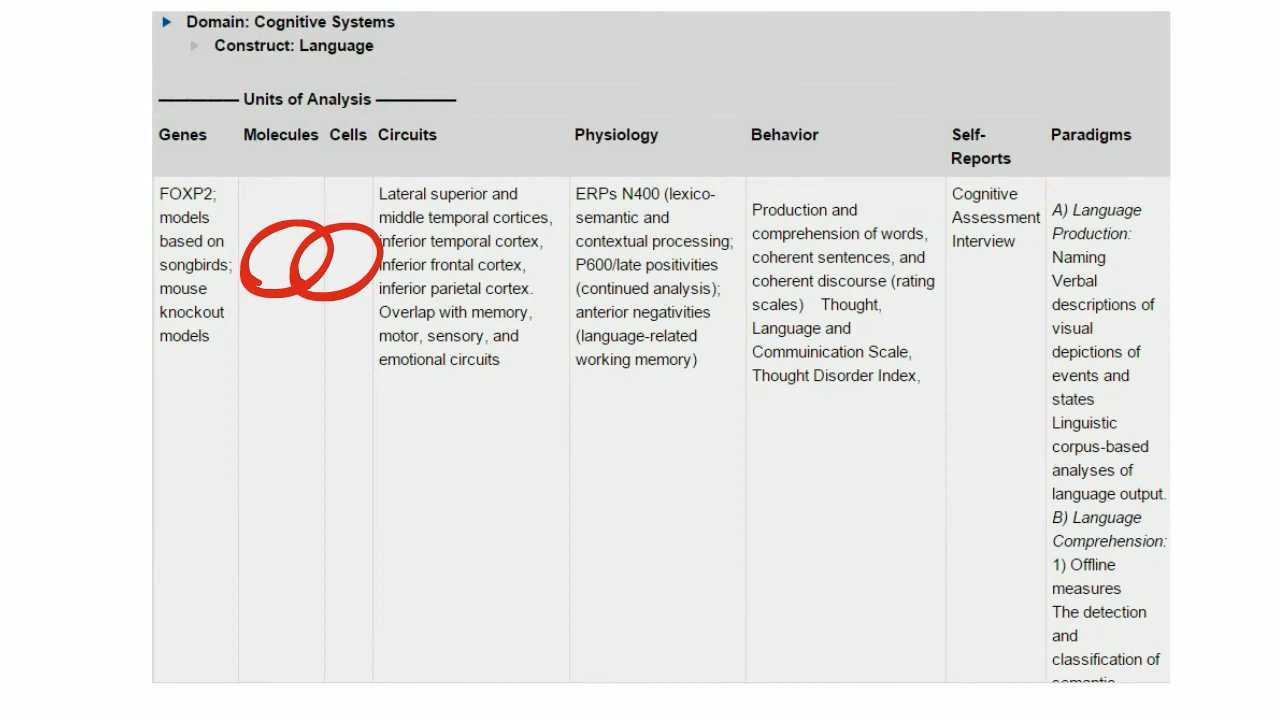 Domain: Cognitive Systems
Construct: Language
Units of Analysis
Genes
Molecules
Cells
Circuits
Physiology
Behavior
Self-
Reports
Paradigms
FOXP2;
models
based on
songbirds;
mouse
knockout
models
Lateral superior and
middle temporal cortices,
inferior temporal cortex,
inferior frontal cortex,
inferior parietal cortex.
Overlap with memory,
motor, sensory, and
emotional circuits
ERPs N400 (lexico-
semantic and
contextual processing;
P600/late positivities
(continued analysis);
anterior negativities
(language-related
working memory)
Production and
comprehension of words,
coherent sentences, and
coherent discourse (rating
scales) Thought,
Language and
Commuinication Scale,
Thought Disorder Index,
Cognitive
Assessment
Interview
A) Language
Production:
Naming
Verbal
descriptions of
visual
depictions of
events and
states
Linguistic
corpus-based
analyses of
language output.
B) Language
Comprehension:
1) Offline
measures
The detection
and
classification of